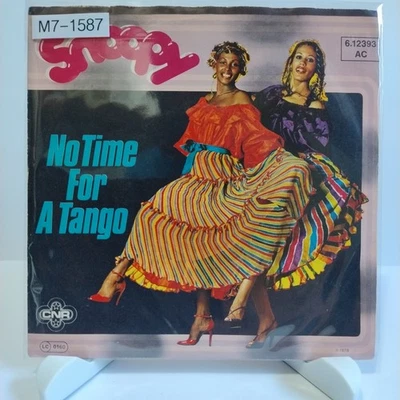 M7-1587
Snoopy
6.12393
AC
No Time
For
A Tango
CNR